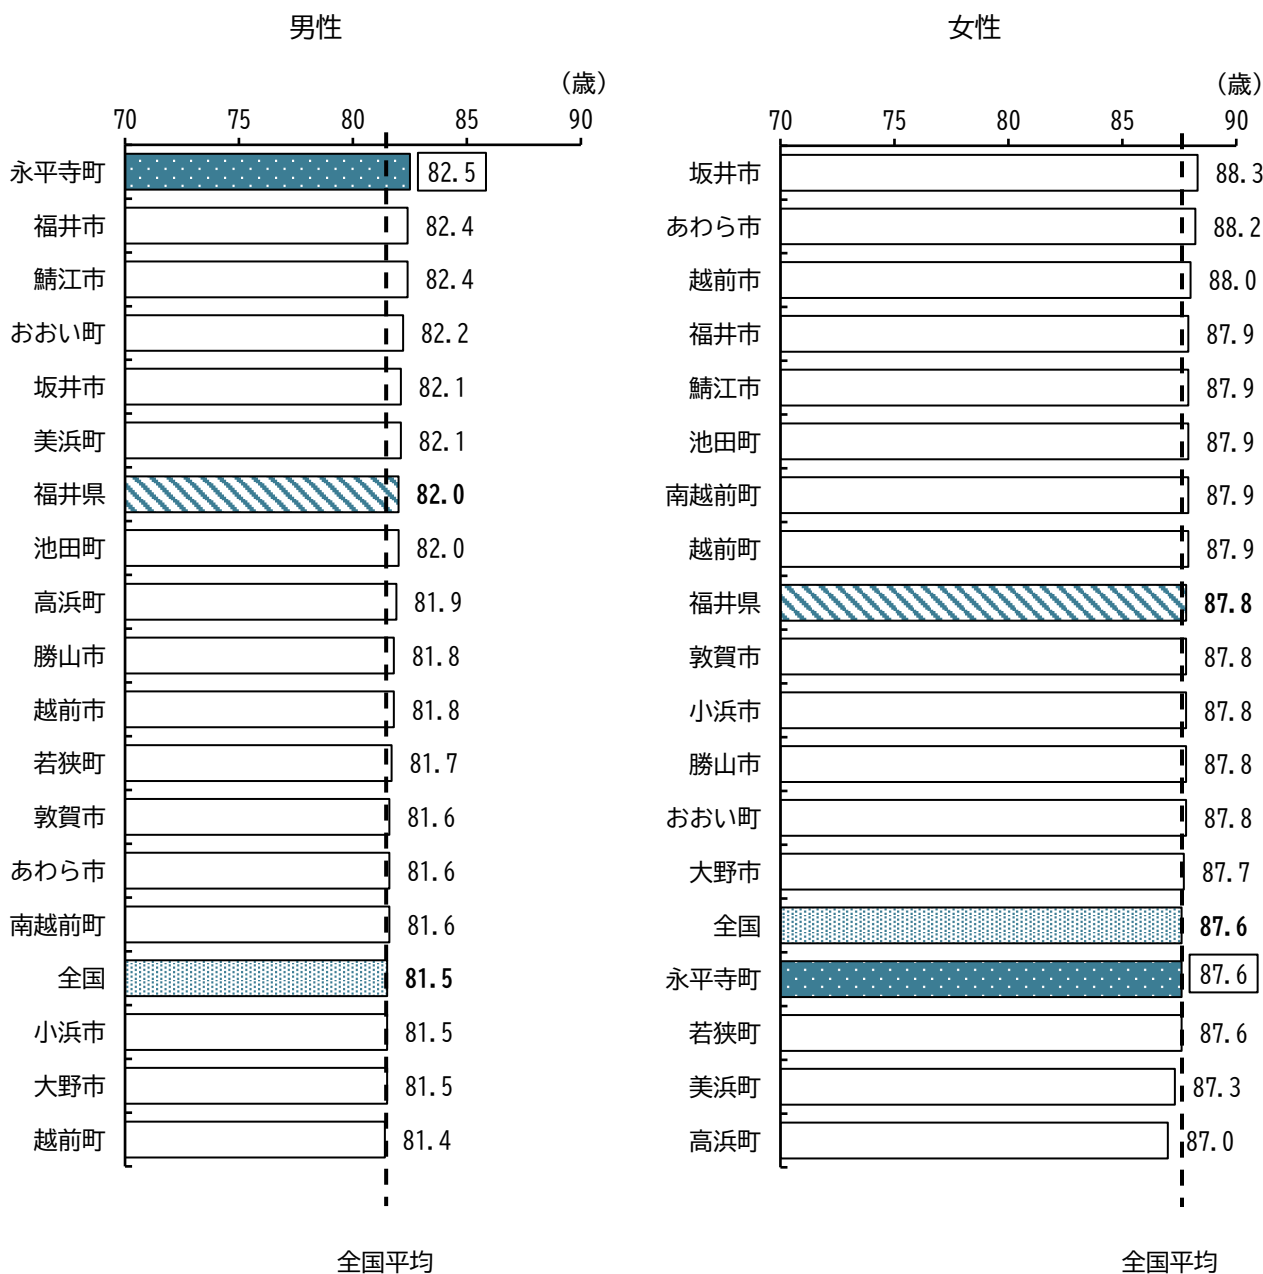 男性
(歳)
70 75 80 85 90
永平寺町 82.5
福井市 82.4
鯖江市 82.4
おおい町 82.2
坂井市 82.1
美浜町 82.1
福井県 82.0
池田町 82.0
高浜町 81.9
勝山市 81.8
越前市 81.8
若狭町 81.7
敦賀市 81.6
あわら市 81.6
南越前町 81.6
全国 81.5
小浜市 81.5
大野市 81.5
越前町 81.4
全国平均
女性
(歳)
70 75 80 85 90
坂井市 88.3
あわら市 88.2
越前市 88.0
福井市 87.9
鯖江市 87.9
池田町 87.9
南越前町 87.9
越前町 87.9
福井県 87.8
敦賀市 87.8
小浜市 87.8
勝山市 87.8
おおい町 87.8
大野市 87.7
全国 87.6
永平寺町 87.6
若狭町 87.6
美浜町 87.3
高浜町 87.0
全国平均